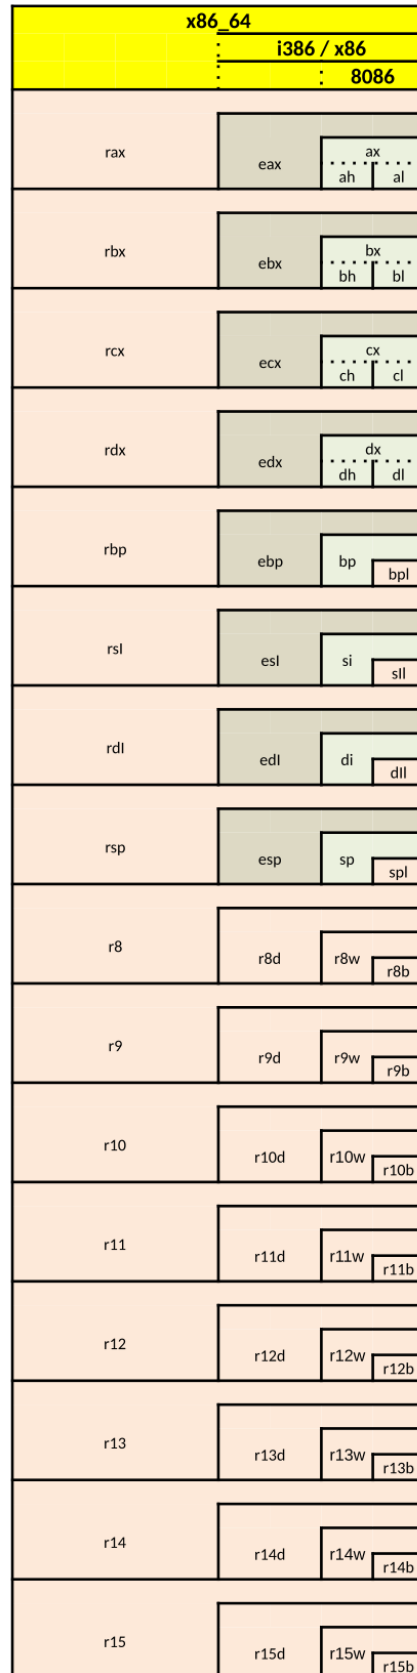 x86_64
i386 / x86
8086
rax eax ax
ah al
rbx ebx bx
bh bl
rcx ecx cx
ch cl
rdx edx dx
dh dl
rbp ebp bp bpl
rsI esI si sIl
rdI edI di dIl
rsp esp sp spl
r8 r8d r8w r8b
r9 r9d r9w r9b
r10 r10d r10w r10b
r11 r11d r11w r11b
r12 r12d r12w r12b
r13 r13d r13w r13b
r14 r14d r14w r14b
r15 r15d r15w r15b